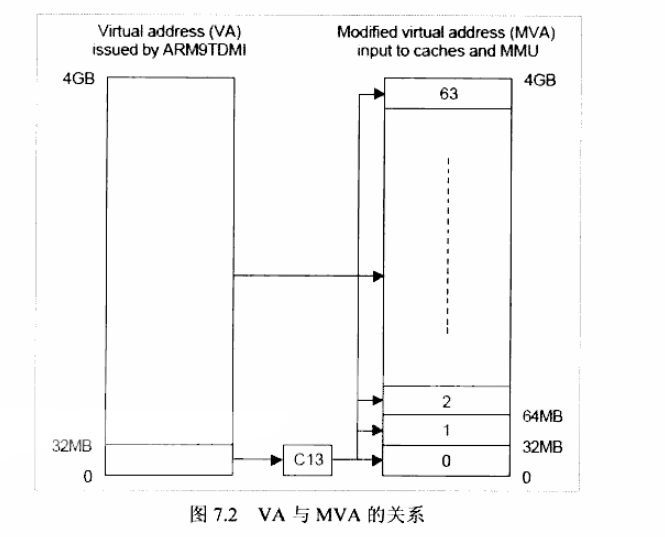 Virtual address (VA)
issued by ARM9TDMI
Modified virtual address (MVA)
input to caches and MMU
4GB
4GB
63
2
64MB
1
32MB
32MB
C13
0
0
0
图 7.2 VA 与 MVA 的关系